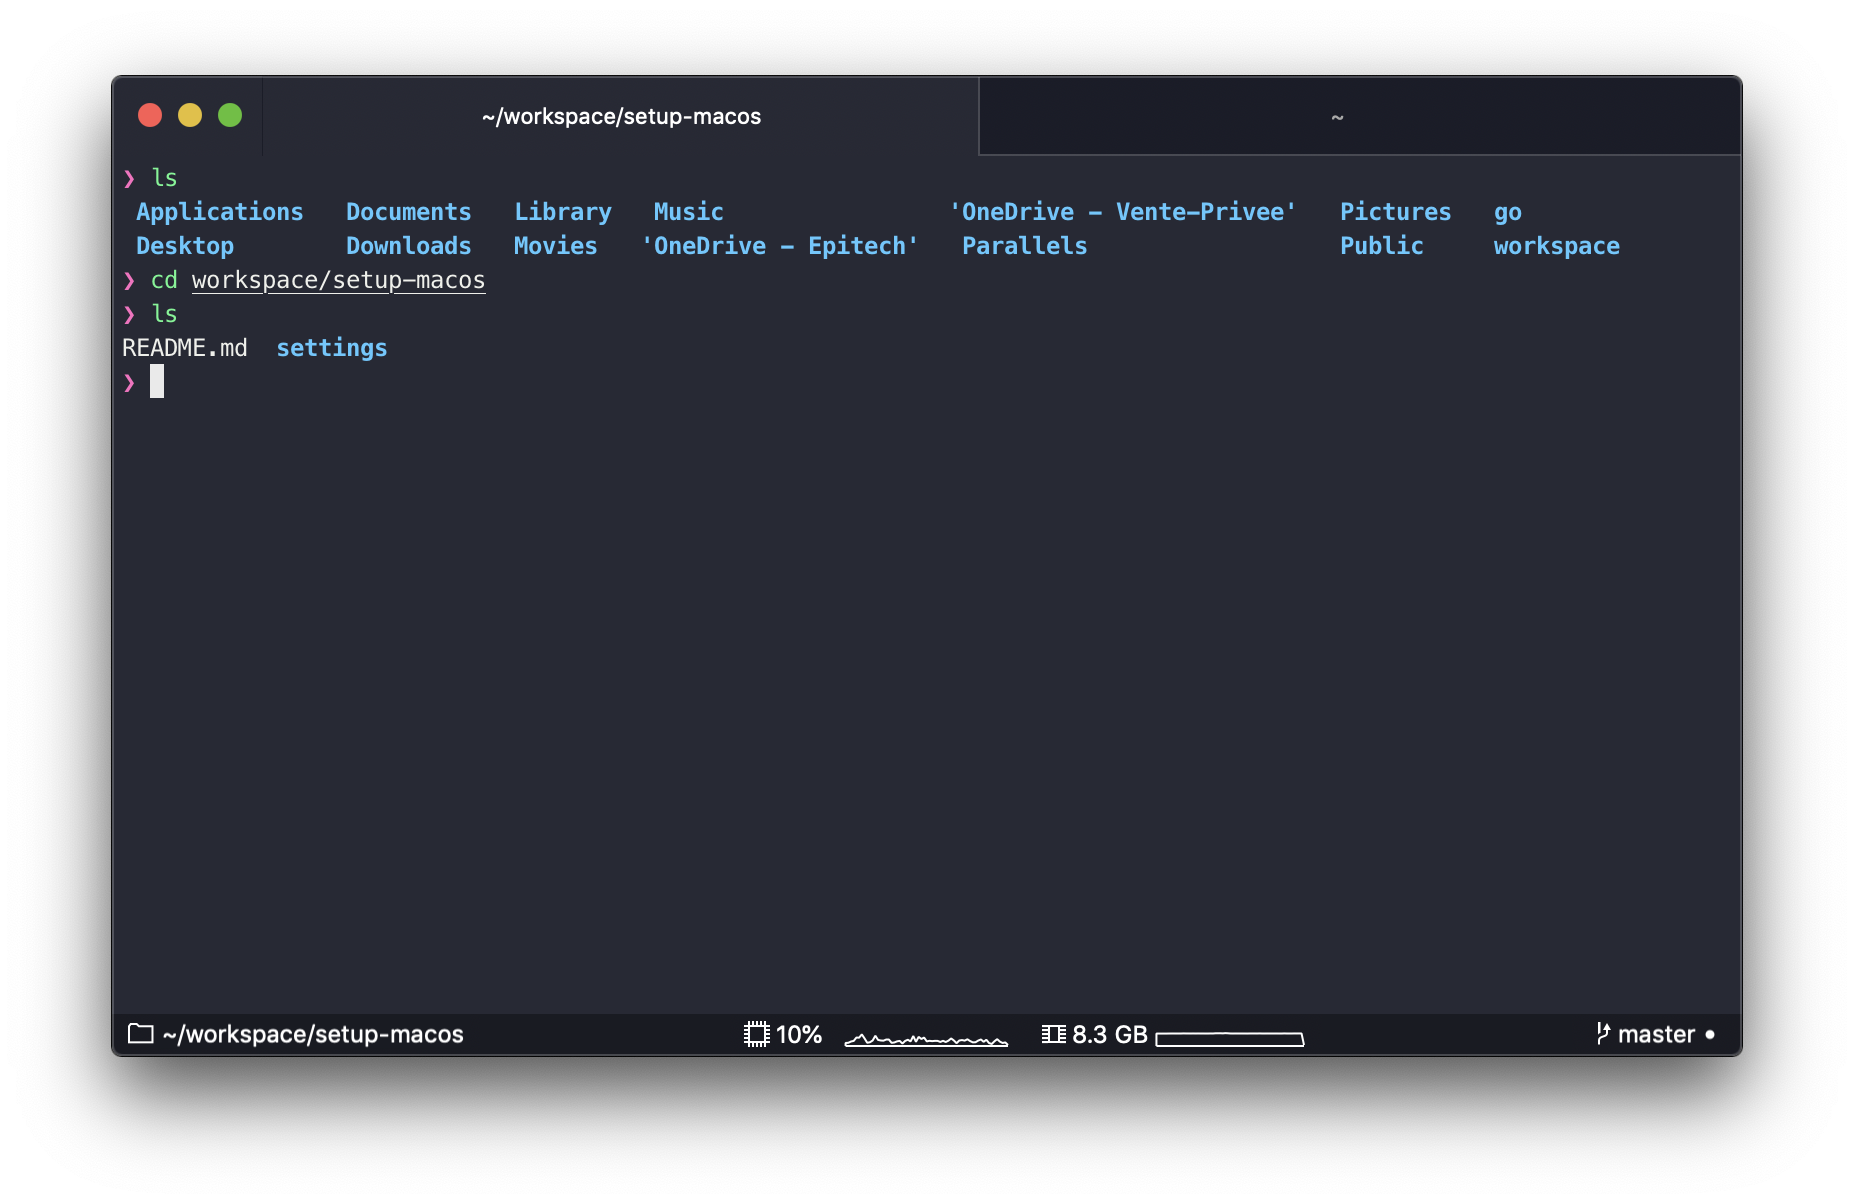 ~/workspace/setup-macos ~
❯ ls
Applications Documents Library Music 'OneDrive - Vente-Privee' Pictures go
Desktop Downloads Movies 'OneDrive - Epitech' Parallels Public workspace
❯ cd workspace/setup-macos
❯ ls
README.md settings
❯
~/workspace/setup-macos 10% 8.3 GB master •